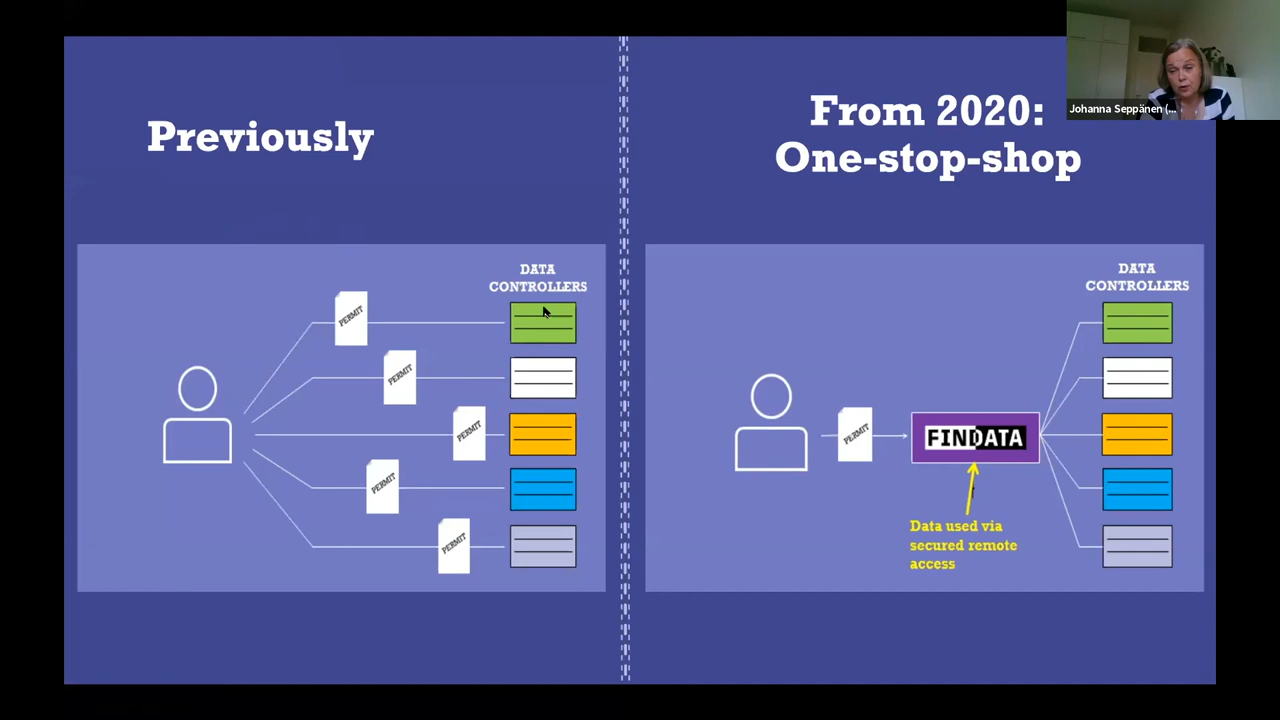 Previously
From 2020:
One-stop-shop
Johanna Seppänen (...
DATA
CONTROLLERS
PERMIT
PERMIT
PERMIT
PERMIT
PERMIT
DATA
CONTROLLERS
PERMIT
FINDATA
Data used via
secured remote
access